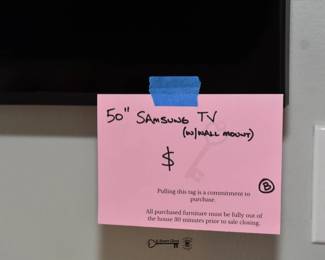 50" SAMSUNG TV
(W/WALL MOUNT)
$
B
Pulling this tag is a commitment to
purchase.
All purchased furniture must be fully out of
the house 30 minutes prior to sale closing.